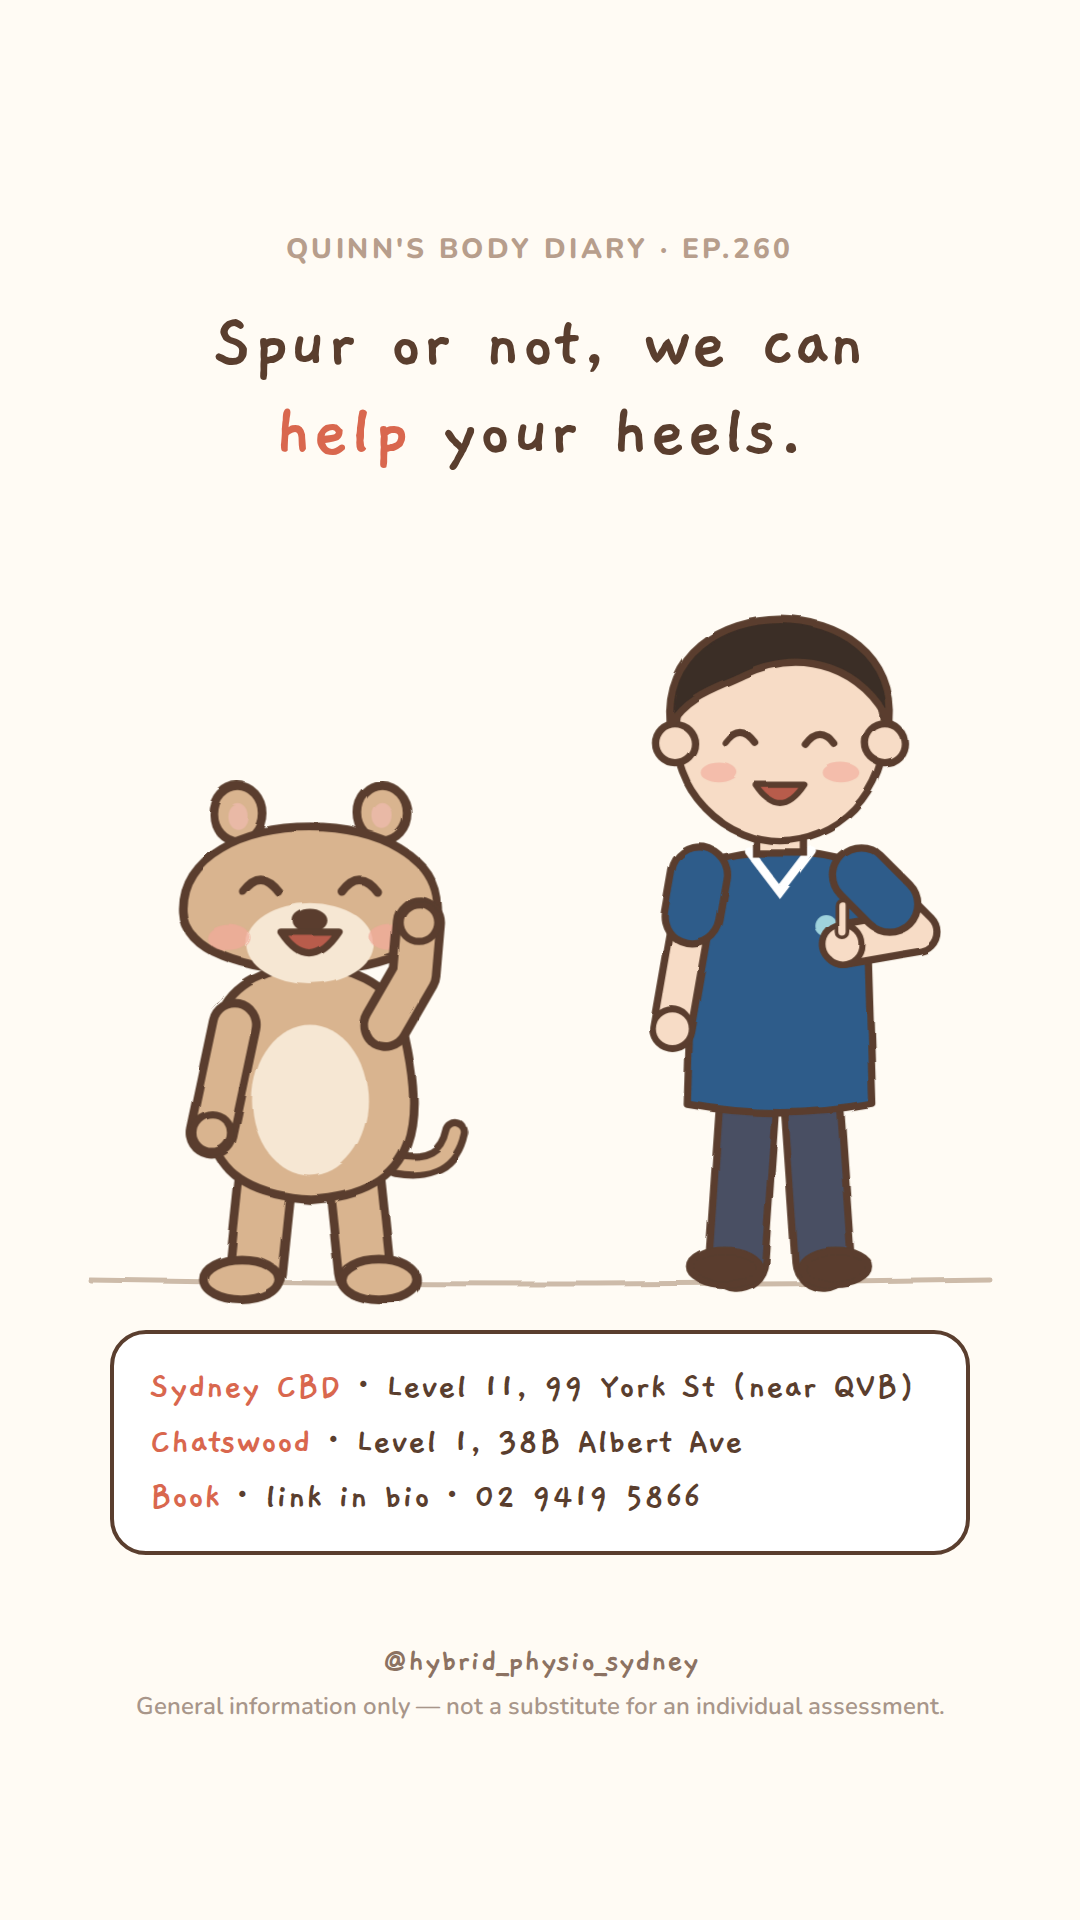 QUINN'S BODY DIARY · EP.260
Spur or not, we can
help your heels.
Sydney CBD · Level 11, 99 York St (near QVB)
Chatswood · Level 1, 38B Albert Ave
Book · link in bio · 02 9419 5866
@hybrid_physio_sydney
General information only — not a substitute for an individual assessment.